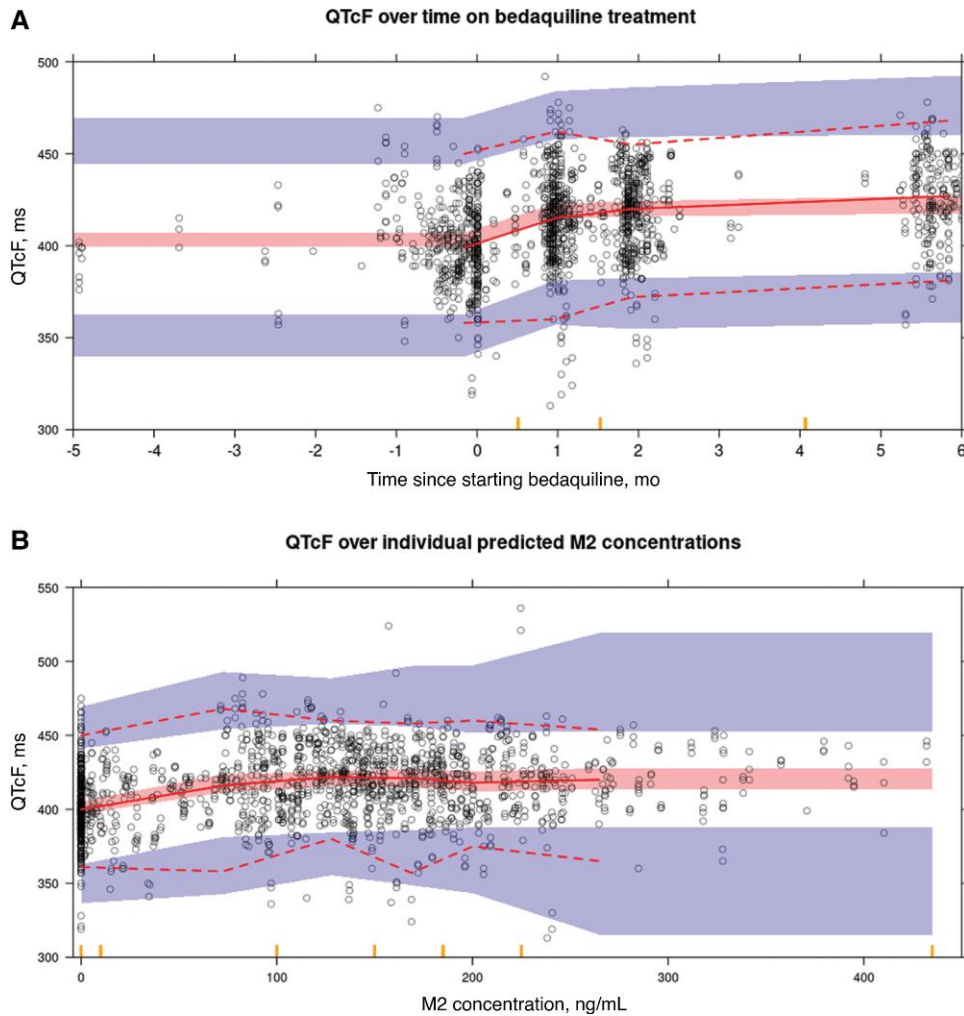 A
QTcF over time on bedaquiline treatment
500
450
400
350
300
QTcF, ms
-5 -4 -3 -2 -1 0 1 2 3 4 5 6
Time since starting bedaquiline, mo
B
QTcF over individual predicted M2 concentrations
550
500
450
400
350
300
QTcF, ms
0 100 200 300 400
M2 concentration, ng/mL